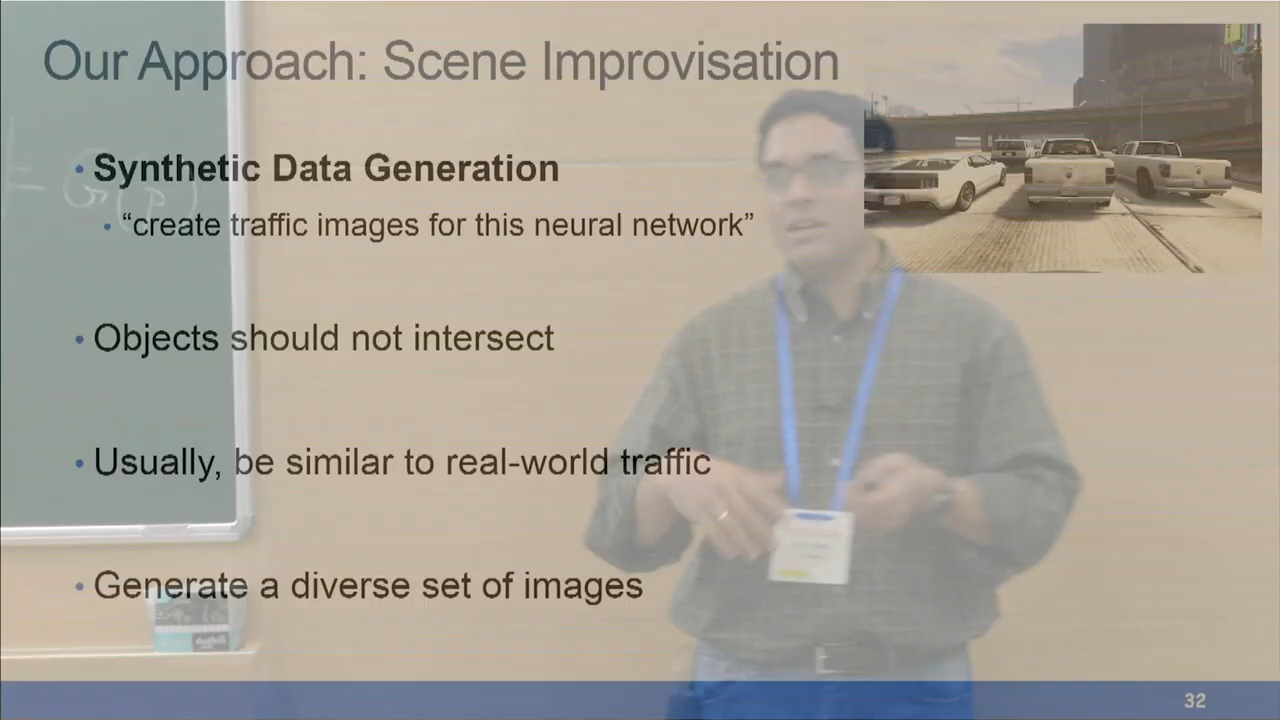 Our Approach: Scene Improvisation
• Synthetic Data Generation
• “create traffic images for this neural network”
• Objects should not intersect
• Usually, be similar to real-world traffic
• Generate a diverse set of images
32